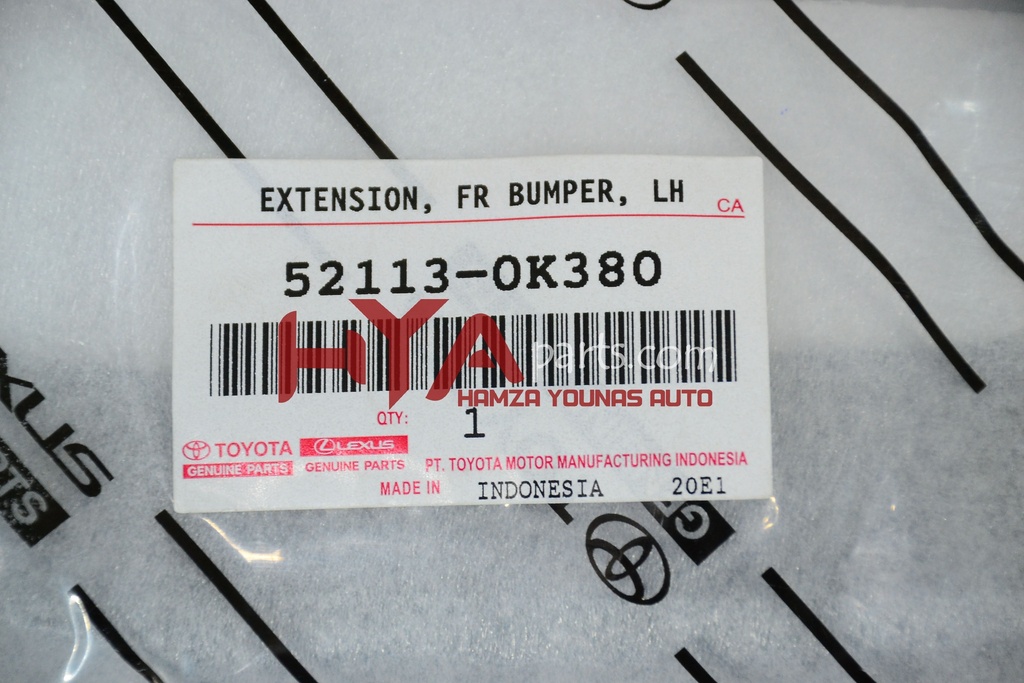 EXTENSION, FR BUMPER, LH
CA
52113-0K380
HYA parts.com
HAMZA YOUNAS AUTO
QTY: 1
TOYOTA LEXUS
GENUINE PARTS GENUINE PARTS
PT. TOYOTA MOTOR MANUFACTURING INDONESIA
MADE IN INDONESIA 20E1